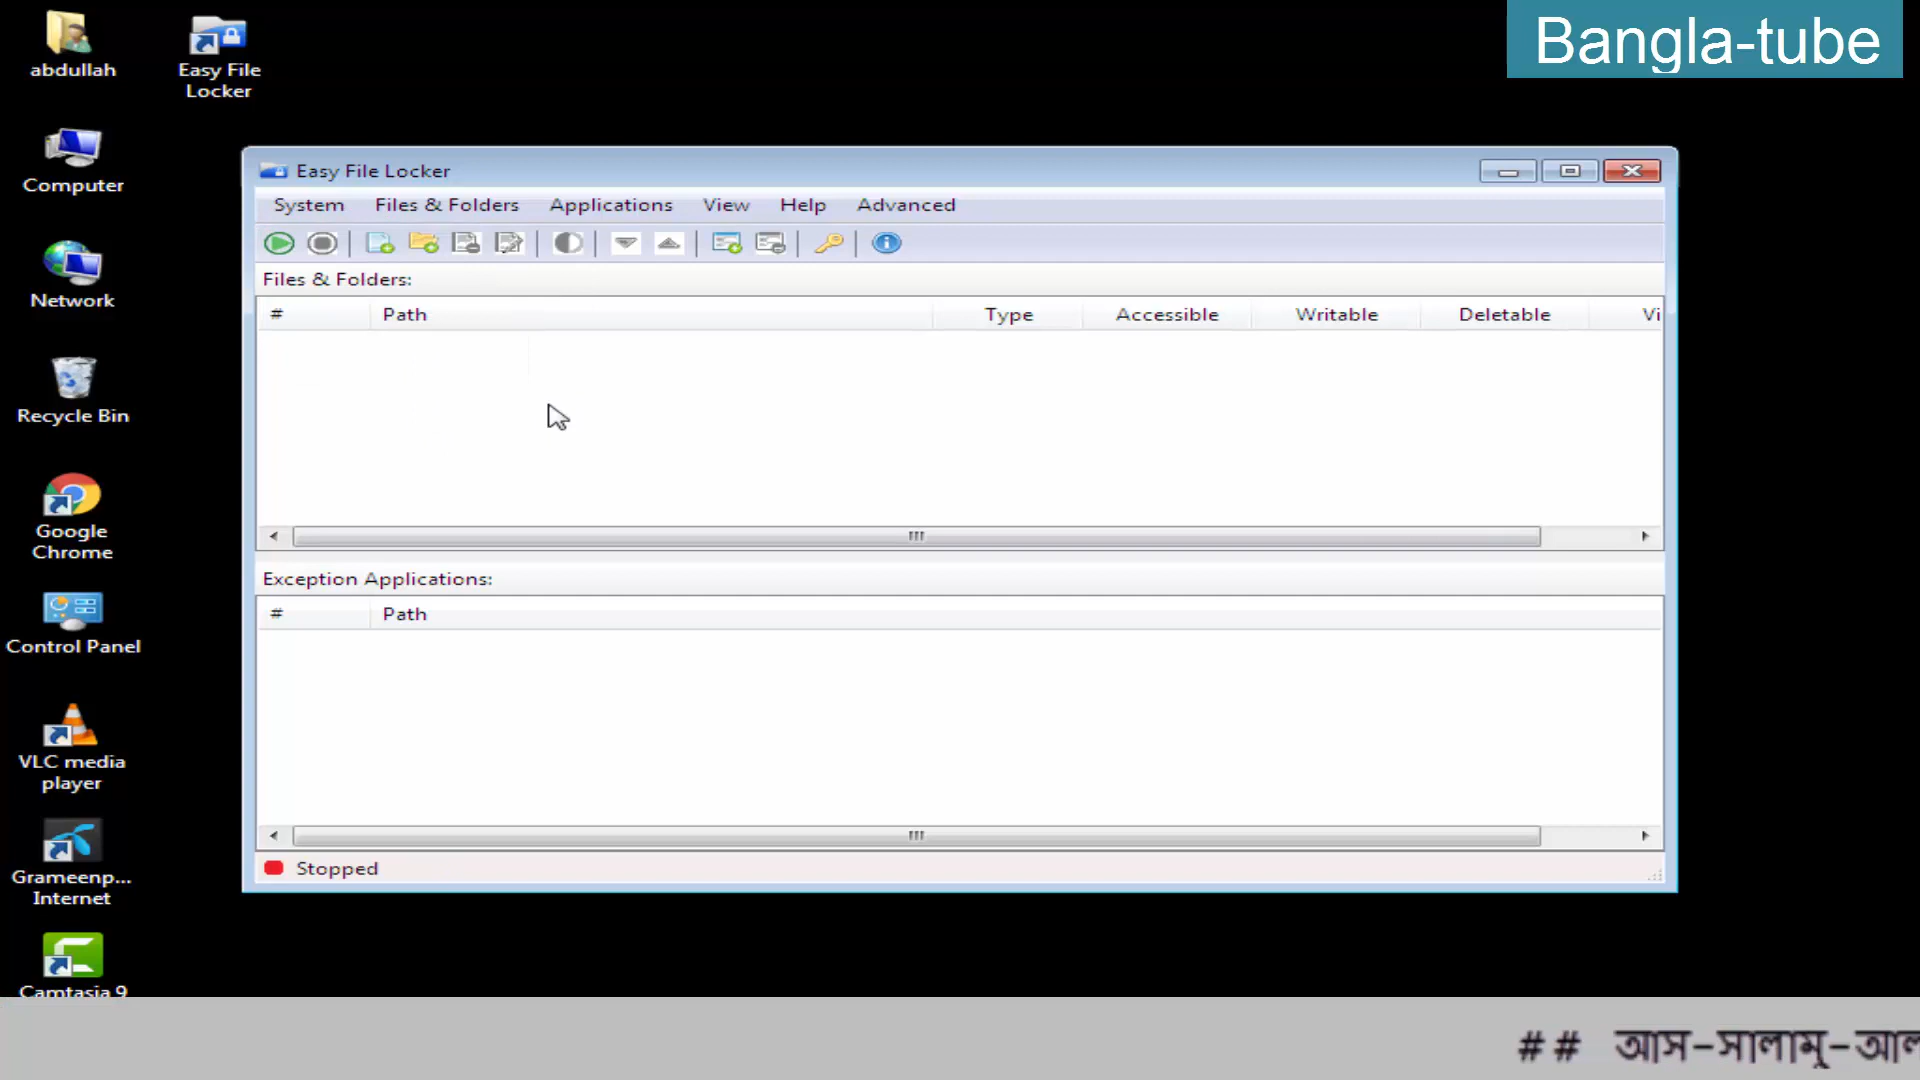 abdullah
Easy File
Locker
Bangla-tube
Computer
Network
Recycle Bin
Google
Chrome
Control Panel
VLC media
player
Grameenp...
Internet
Camtasia 9
Easy File Locker
System Files & Folders Applications View Help Advanced
Files & Folders:
# Path Type Accessible Writable Deletable Vi
Exception Applications:
# Path
Stopped
## আস-সালামু-আল